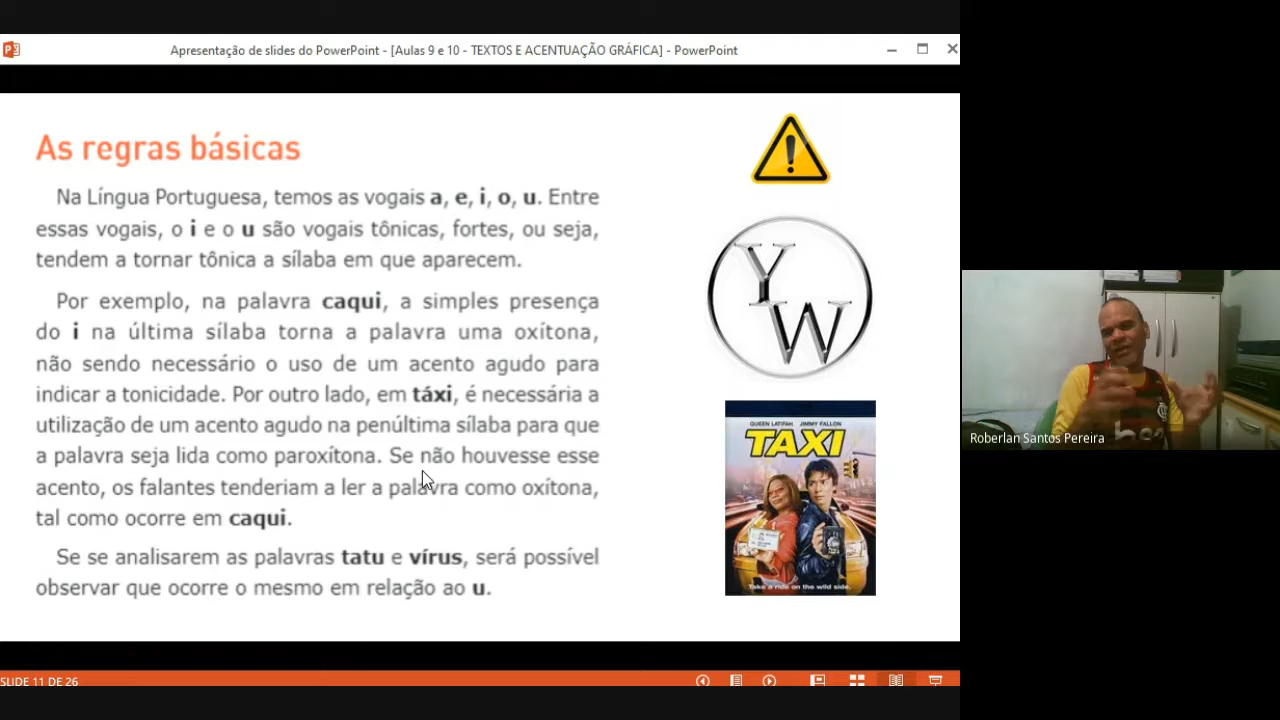 Apresentação de slides do PowerPoint - [Aulas 9 e 10 - TEXTOS E ACENTUAÇÃO GRÁFICA] - PowerPoint
As regras básicas
Na Língua Portuguesa, temos as vogais a, e, i, o, u. Entre
essas vogais, o i e o u são vogais tônicas, fortes, ou seja,
tendem a tornar tônica a sílaba em que aparecem.
Por exemplo, na palavra caqui, a simples presença
do i na última sílaba torna a palavra uma oxítona,
não sendo necessário o uso de um acento agudo para
indicar a tonicidade. Por outro lado, em táxi, é necessária a
utilização de um acento agudo na penúltima sílaba para que
a palavra seja lida como paroxítona. Se não houvesse esse
acento, os falantes tenderiam a ler a palavra como oxítona,
tal como ocorre em caqui.
Se se analisarem as palavras tatu e vírus, será possível
observar que ocorre o mesmo em relação ao u.
Y
W
QUEEN LATIFAH JIMMY FALLON
TAXI
Take a ride on the wild side.
Roberlan Santos Pereira
SLIDE 11 DE 26